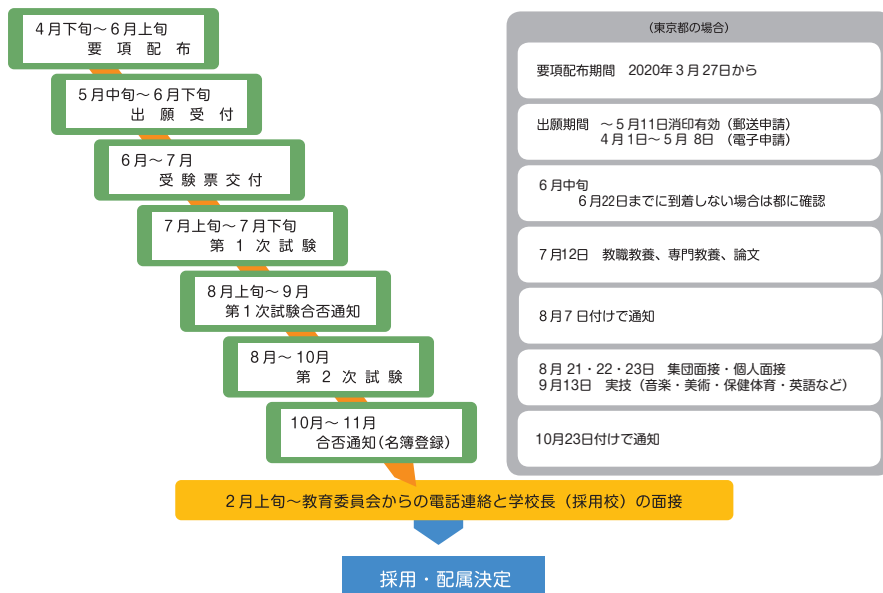 4月下旬～6月上旬
要項配布
5月中旬～6月下旬
出願受付
6月～7月
受験票交付
7月上旬～7月下旬
第1次試験
8月上旬～9月
第1次試験合否通知
8月～10月
第2次試験
10月～11月
合否通知(名簿登録)
(東京都の場合)
要項配布期間 2020年3月27日から
出願期間 ～5月11日消印有効(郵送申請)
4月1日～5月8日 (電子申請)
6月中旬
6月22日までに到着しない場合は都に確認
7月12日 教職教養、専門教養、論文
8月7日付けで通知
8月21・22・23日 集団面接・個人面接
9月13日 実技(音楽・美術・保健体育・英語など)
10月23日付けで通知
2月上旬～教育委員会からの電話連絡と学校長(採用校)の面接
採用・配属決定